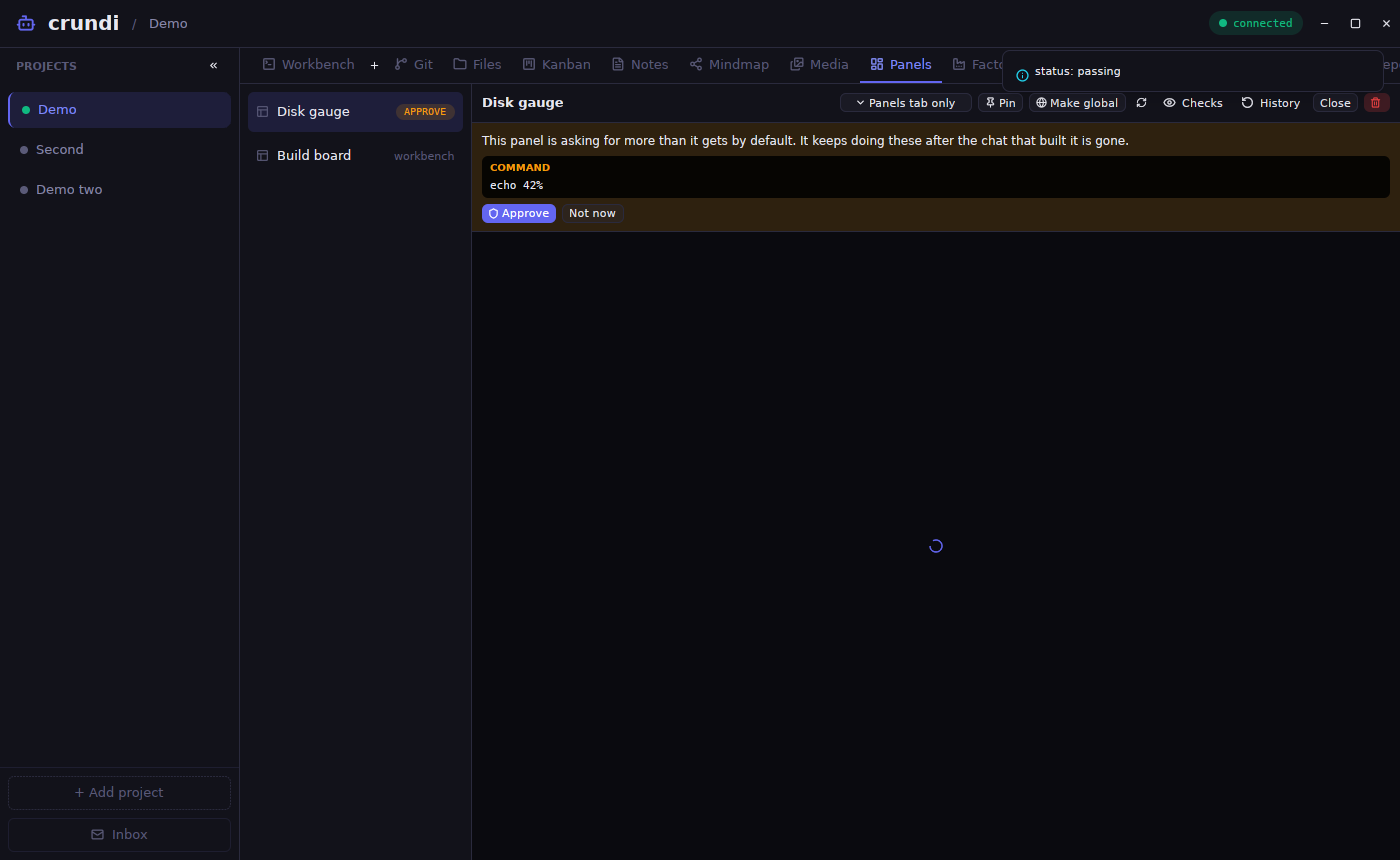 crundi / Demo
connected
PROJECTS «
Demo
Second
Demo two
+ Add project
Inbox
Workbench + Git Files Kanban Notes Mindmap Media Panels
status: passing
Disk gauge APPROVE
Build board workbench
Disk gauge Panels tab only Pin Make global Checks History Close
This panel is asking for more than it gets by default. It keeps doing these after the chat that built it is gone.
COMMAND
echo 42%
Approve Not now